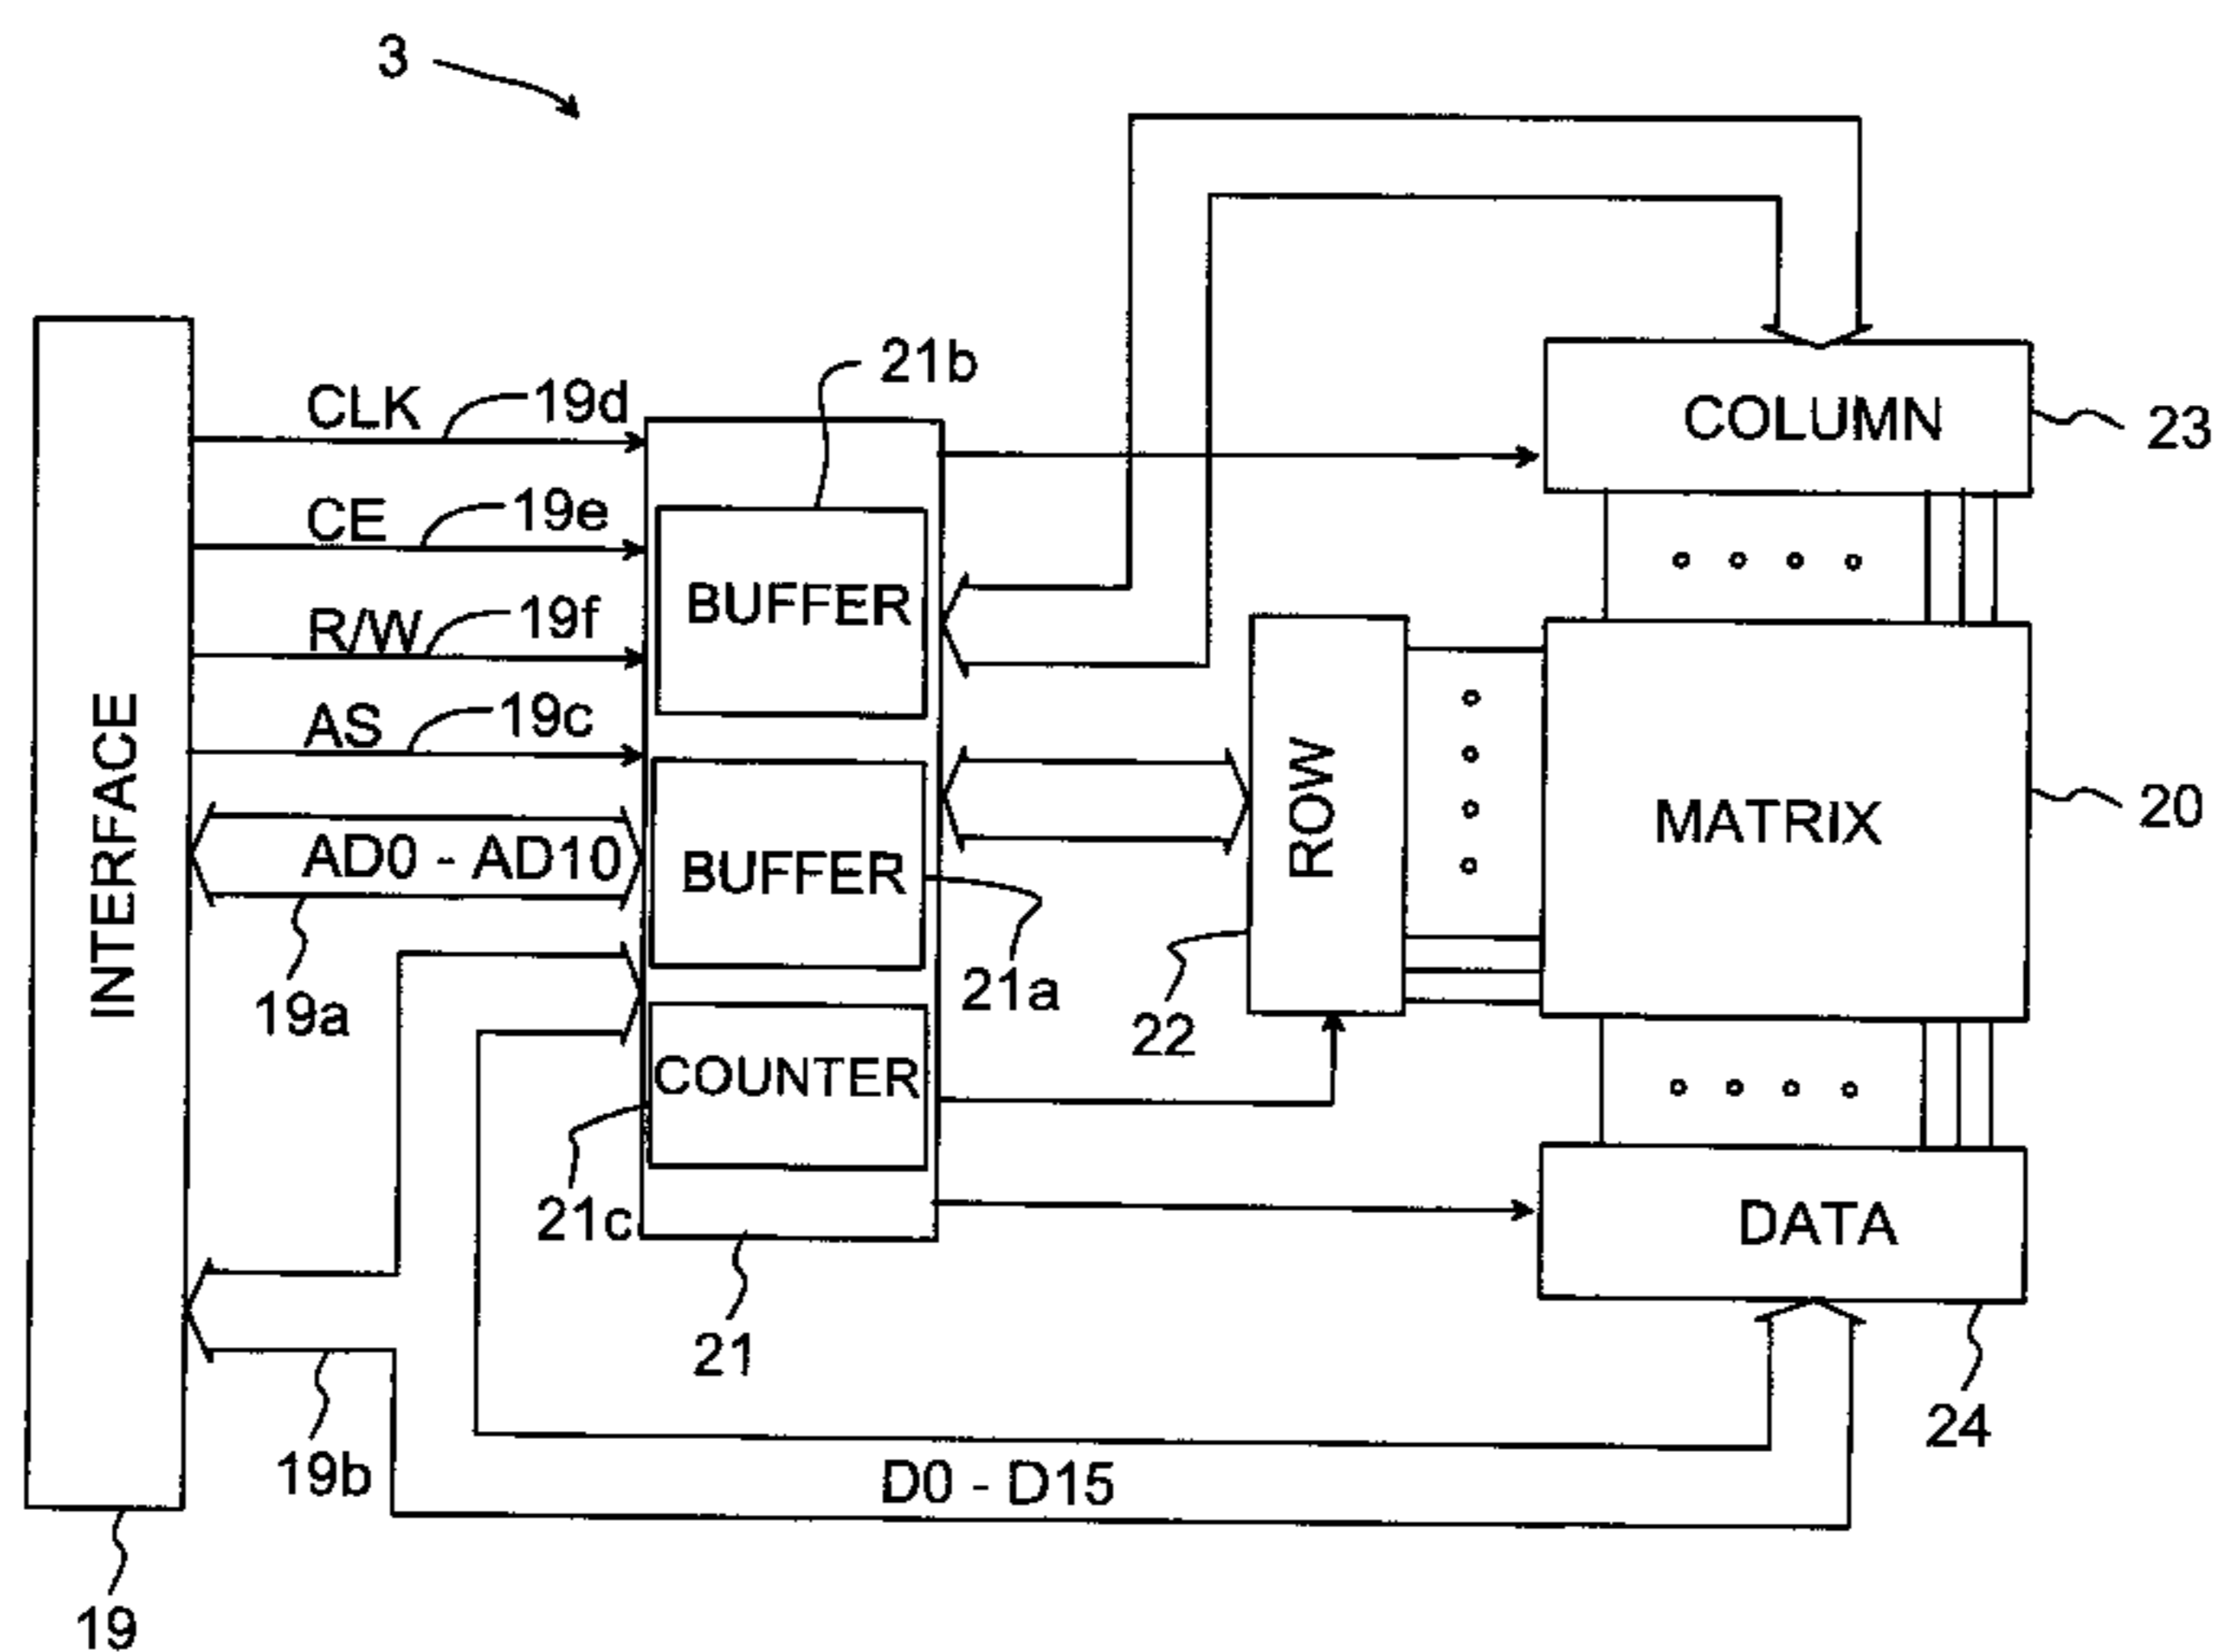 3
21b
CLK
19d
COLUMN
23
CE
19e
BUFFER
R/W
19f
AS
19c
INTERFACE
ROW
MATRIX
20
AD0 - AD10
BUFFER
19a
21a
22
COUNTER
21c
DATA
21
19b
D0 - D15
24
19